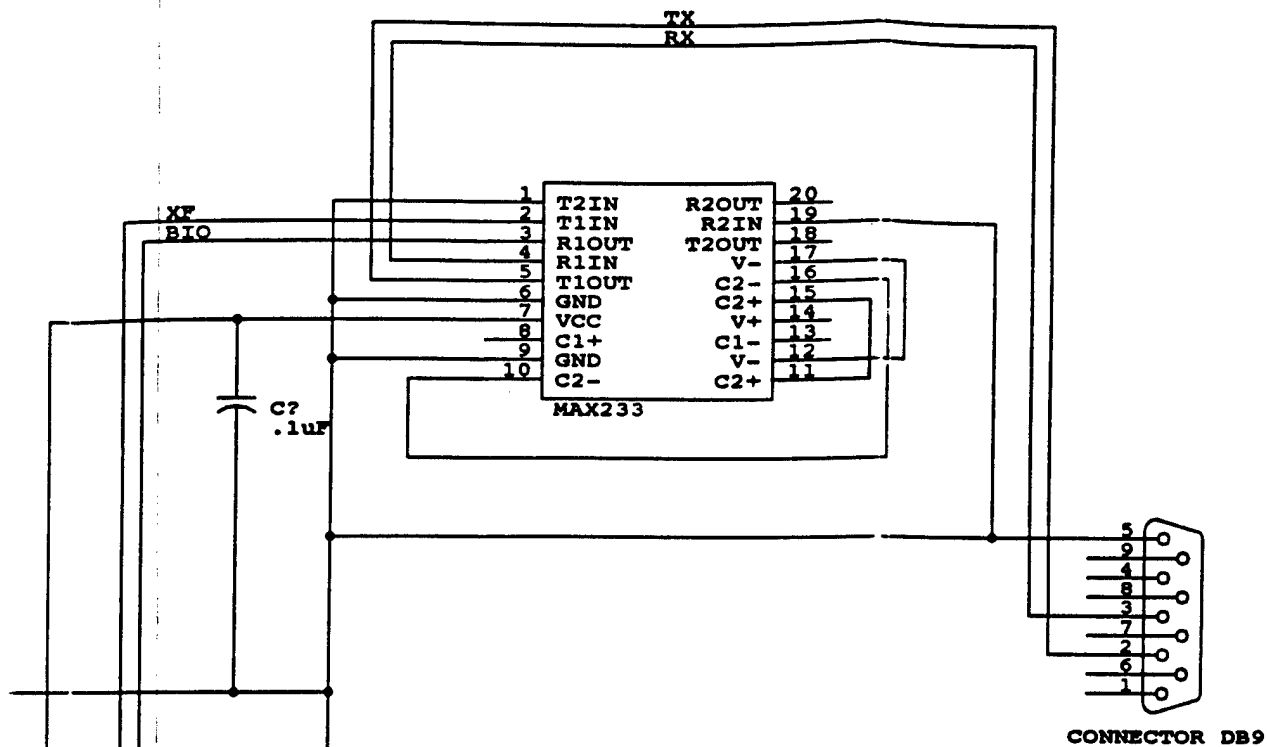 TX
RX
1 T2IN R2OUT 20
XF 2 T1IN R2IN 19
BIO 3 R1OUT T2OUT 18
4 R1IN V- 17
5 T1OUT C2- 16
6 GND C2+ 15
7 VCC V+ 14
8 C1+ C1- 13
9 GND V- 12
10 C2- C2+ 11
MAX233
C?
.1uF
5
9
4
8
3
7
2
6
1
CONNECTOR DB9